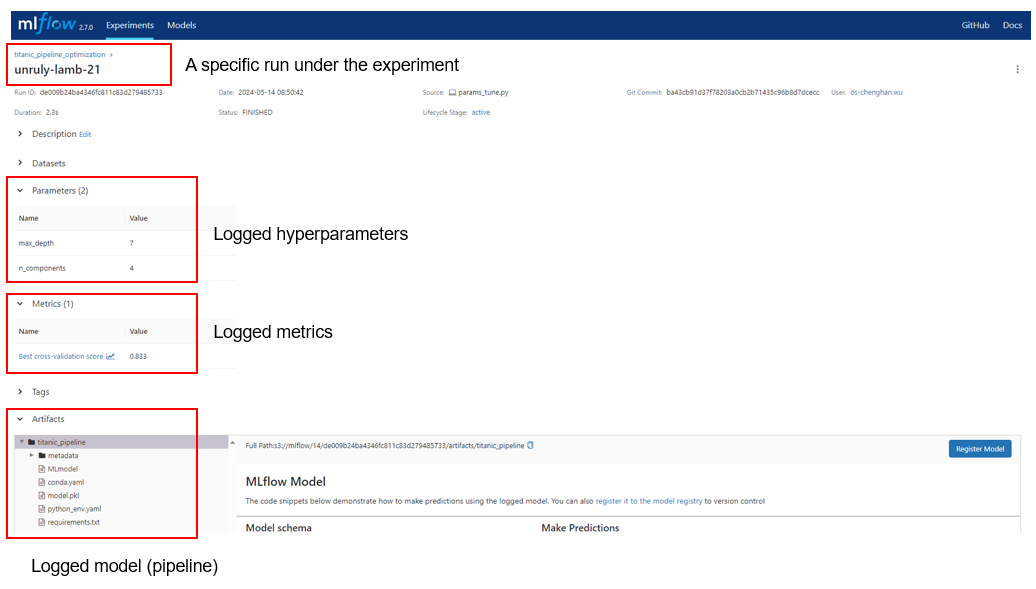 mlflow 2.7.0 Experiments Models GitHub Docs
titanic_pipeline_optimization ›
unruly-lamb-21
A specific run under the experiment
Run ID: de009b24ba4346fc811c83d279485733 Date: 2024-05-14 08:50:42 Source: params_tune.py Git Commit: ba43cb91d37f78203a0cb2b71435c96b8d7dcecc User: os-chenghan.wu
Duration: 2.3s Status: FINISHED Lifecycle Stage: active
Description Edit
Datasets
Parameters (2)
Name Value
max_depth 7
n_components 4
Logged hyperparameters
Metrics (1)
Name Value
Best cross-validation score 0.833
Logged metrics
Tags
Artifacts
titanic_pipeline
metadata
MLmodel
conda.yaml
model.pkl
python_env.yaml
requirements.txt
Full Path:s3://mlflow/14/de009b24ba4346fc811c83d279485733/artifacts/titanic_pipeline
Register Model
MLflow Model
The code snippets below demonstrate how to make predictions using the logged model. You can also register it to the model registry to version control
Model schema Make Predictions
Logged model (pipeline)